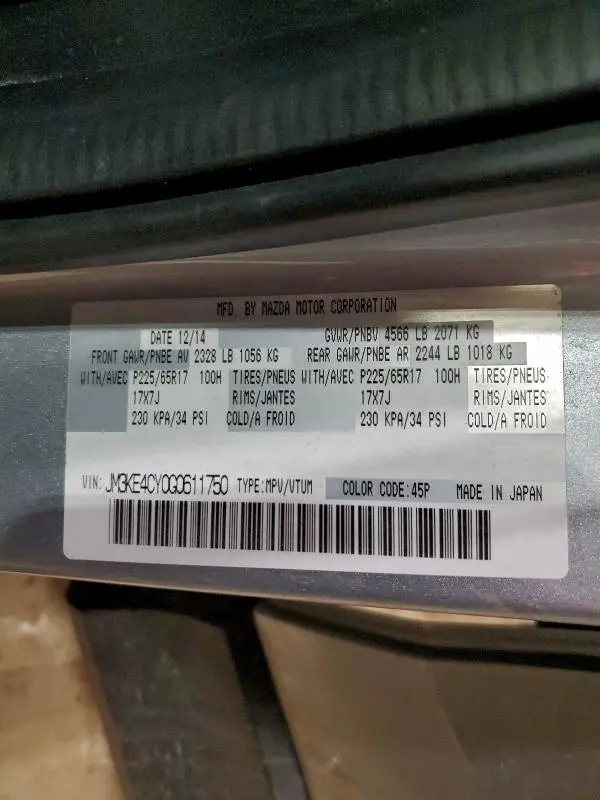 MFD. BY MAZDA MOTOR CORPORATION
DATE 12/14 GVWR/PNBV 4566 LB 2071 KG
FRONT GAWR/PNBE AV 2328 LB 1056 KG REAR GAWR/PNBE AR 2244 LB 1018 KG
WITH/AVEC P225/65R17 100H TIRES/PNEUS WITH/AVEC P225/65R17 100H TIRES/PNEUS
17X7J RIMS/JANTES 17X7J RIMS/JANTES
230 KPA/34 PSI COLD/A FROID 230 KPA/34 PSI COLD/A FROID
VIN: JM3KE4CY0G0611750 TYPE:MPV/VTUM COLOR CODE:45P MADE IN JAPAN